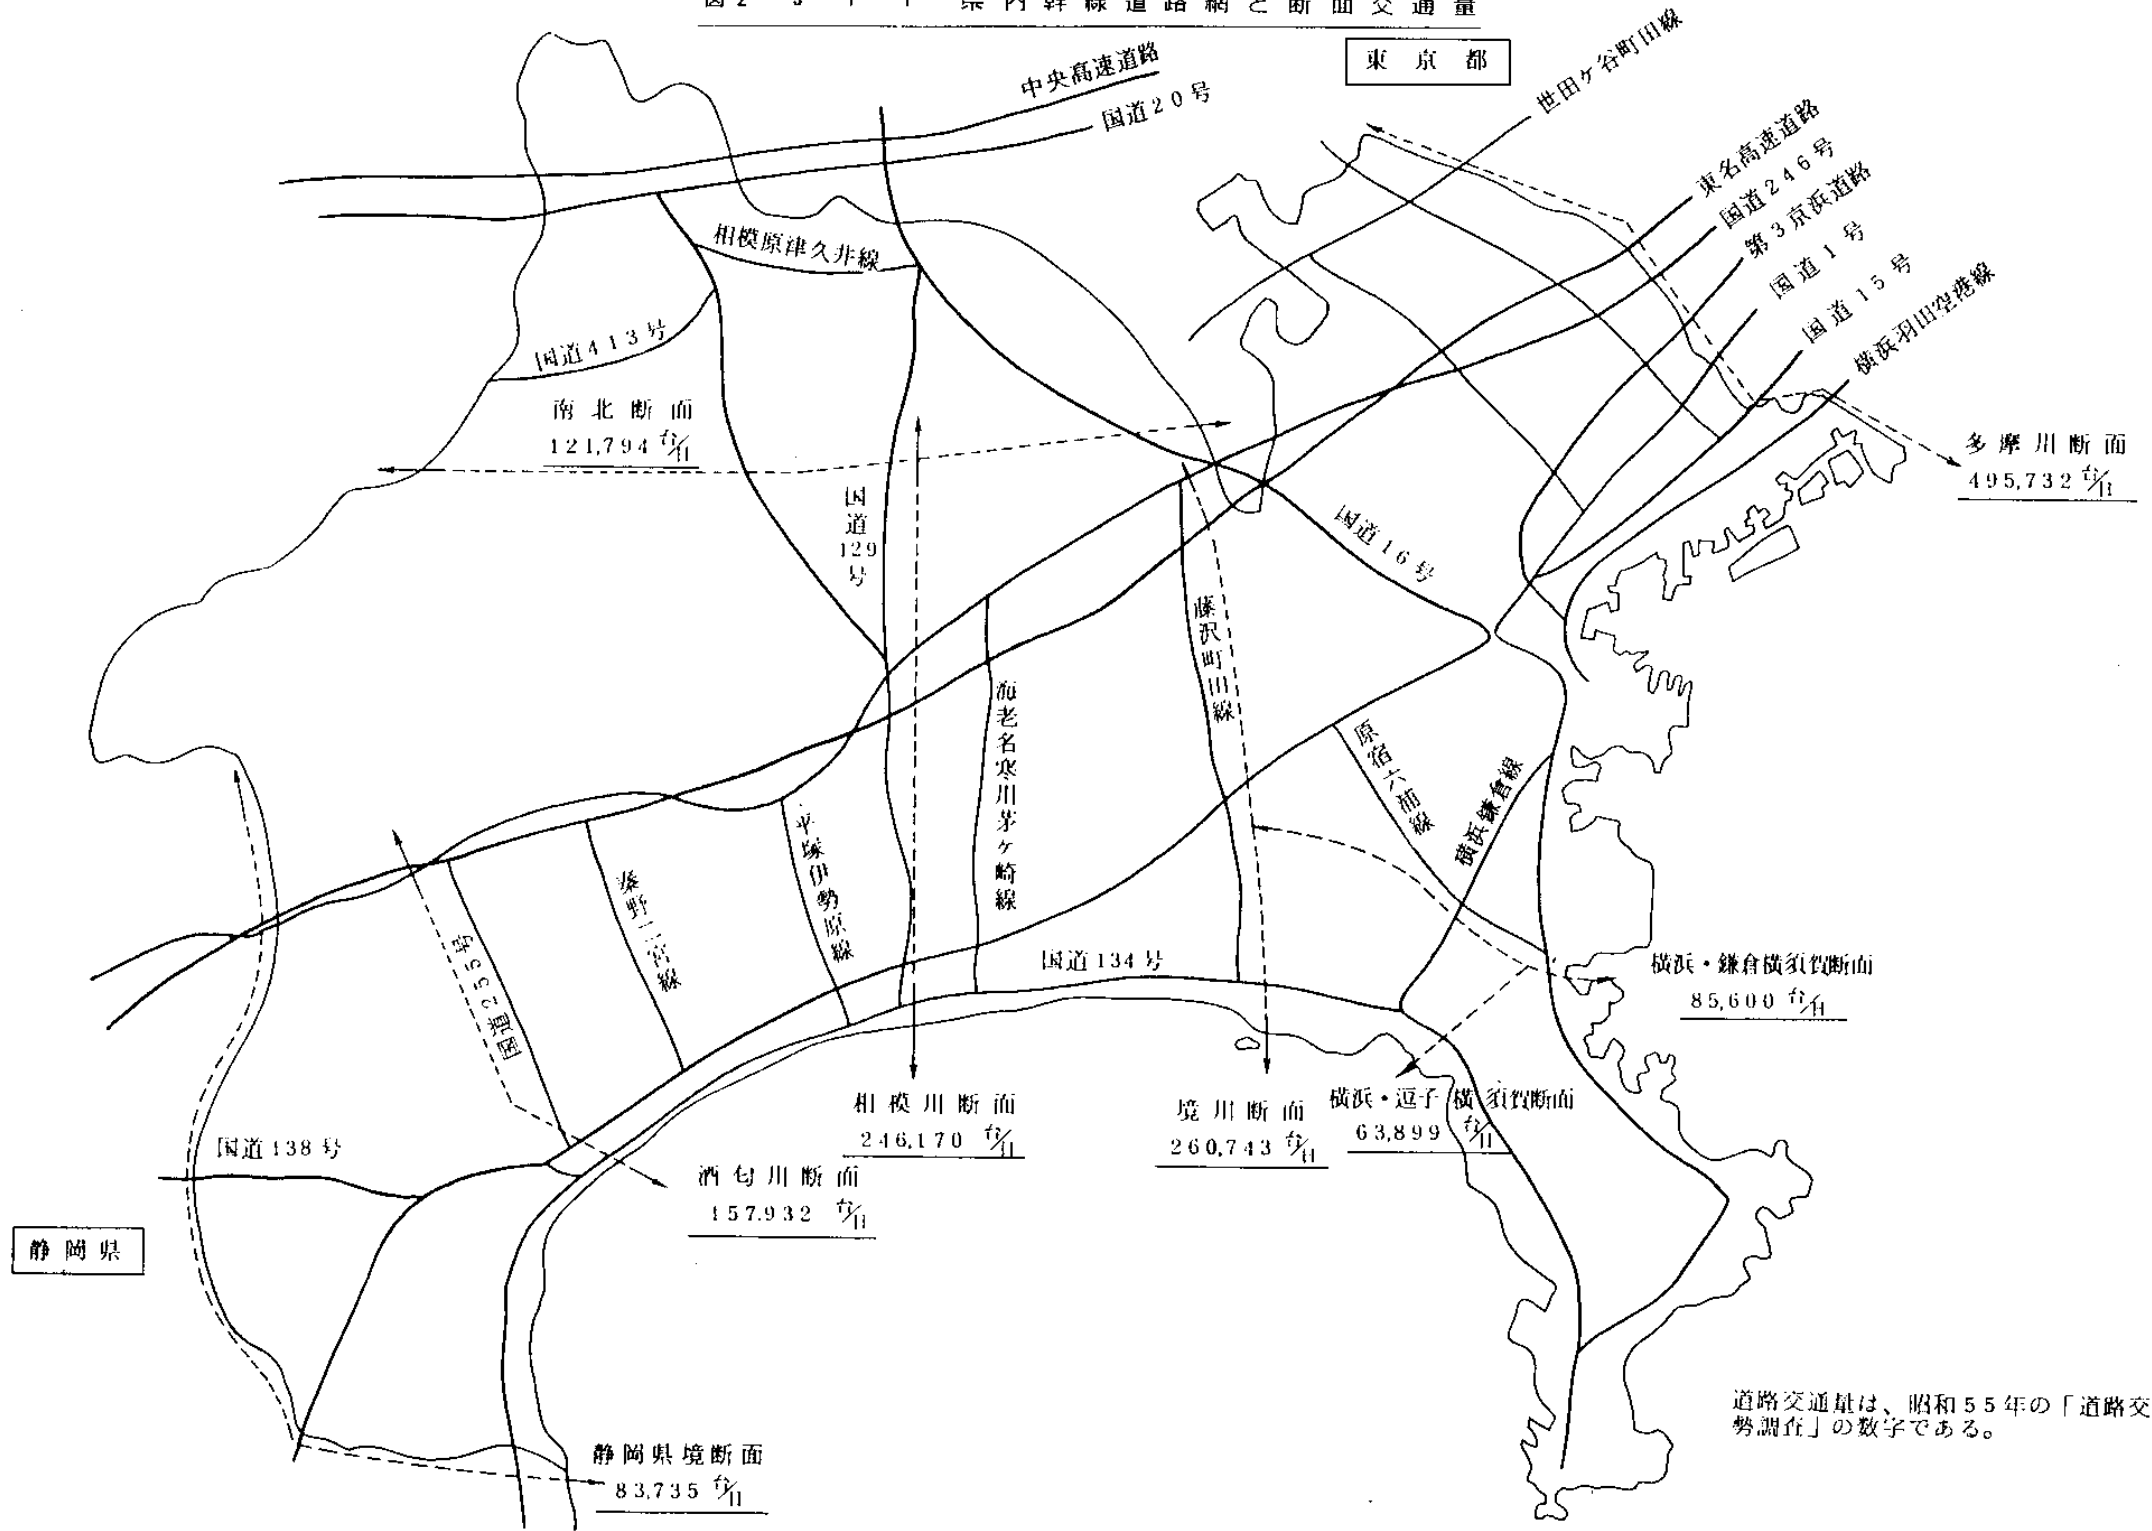 県内幹線道路網と断面交通量
東京都
世田ヶ谷町田線
中央高速道路
国道20号
東名高速道路
国道246号
第3京浜道路
国道1号
国道15号
横浜羽田空港線
相模原津久井線
国道413号
南北断面
121,794 台/日
多摩川断面
495,732 台/日
国道129号
国道16号
藤沢町田線
海老名寒川茅ヶ崎線
原宿六浦線
横浜鎌倉線
平塚伊勢原線
秦野二宮線
国道255号
国道134号
横浜・鎌倉横須賀断面
85,600 台/日
相模川断面
246,170 台/日
境川断面
260,743 台/日
横浜・逗子横須賀断面
63,899 台/日
国道138号
酒匂川断面
157.932 台/日
静岡県
静岡県境断面
83,735 台/日
道路交通量は、昭和55年の「道路交
勢調査」の数字である。